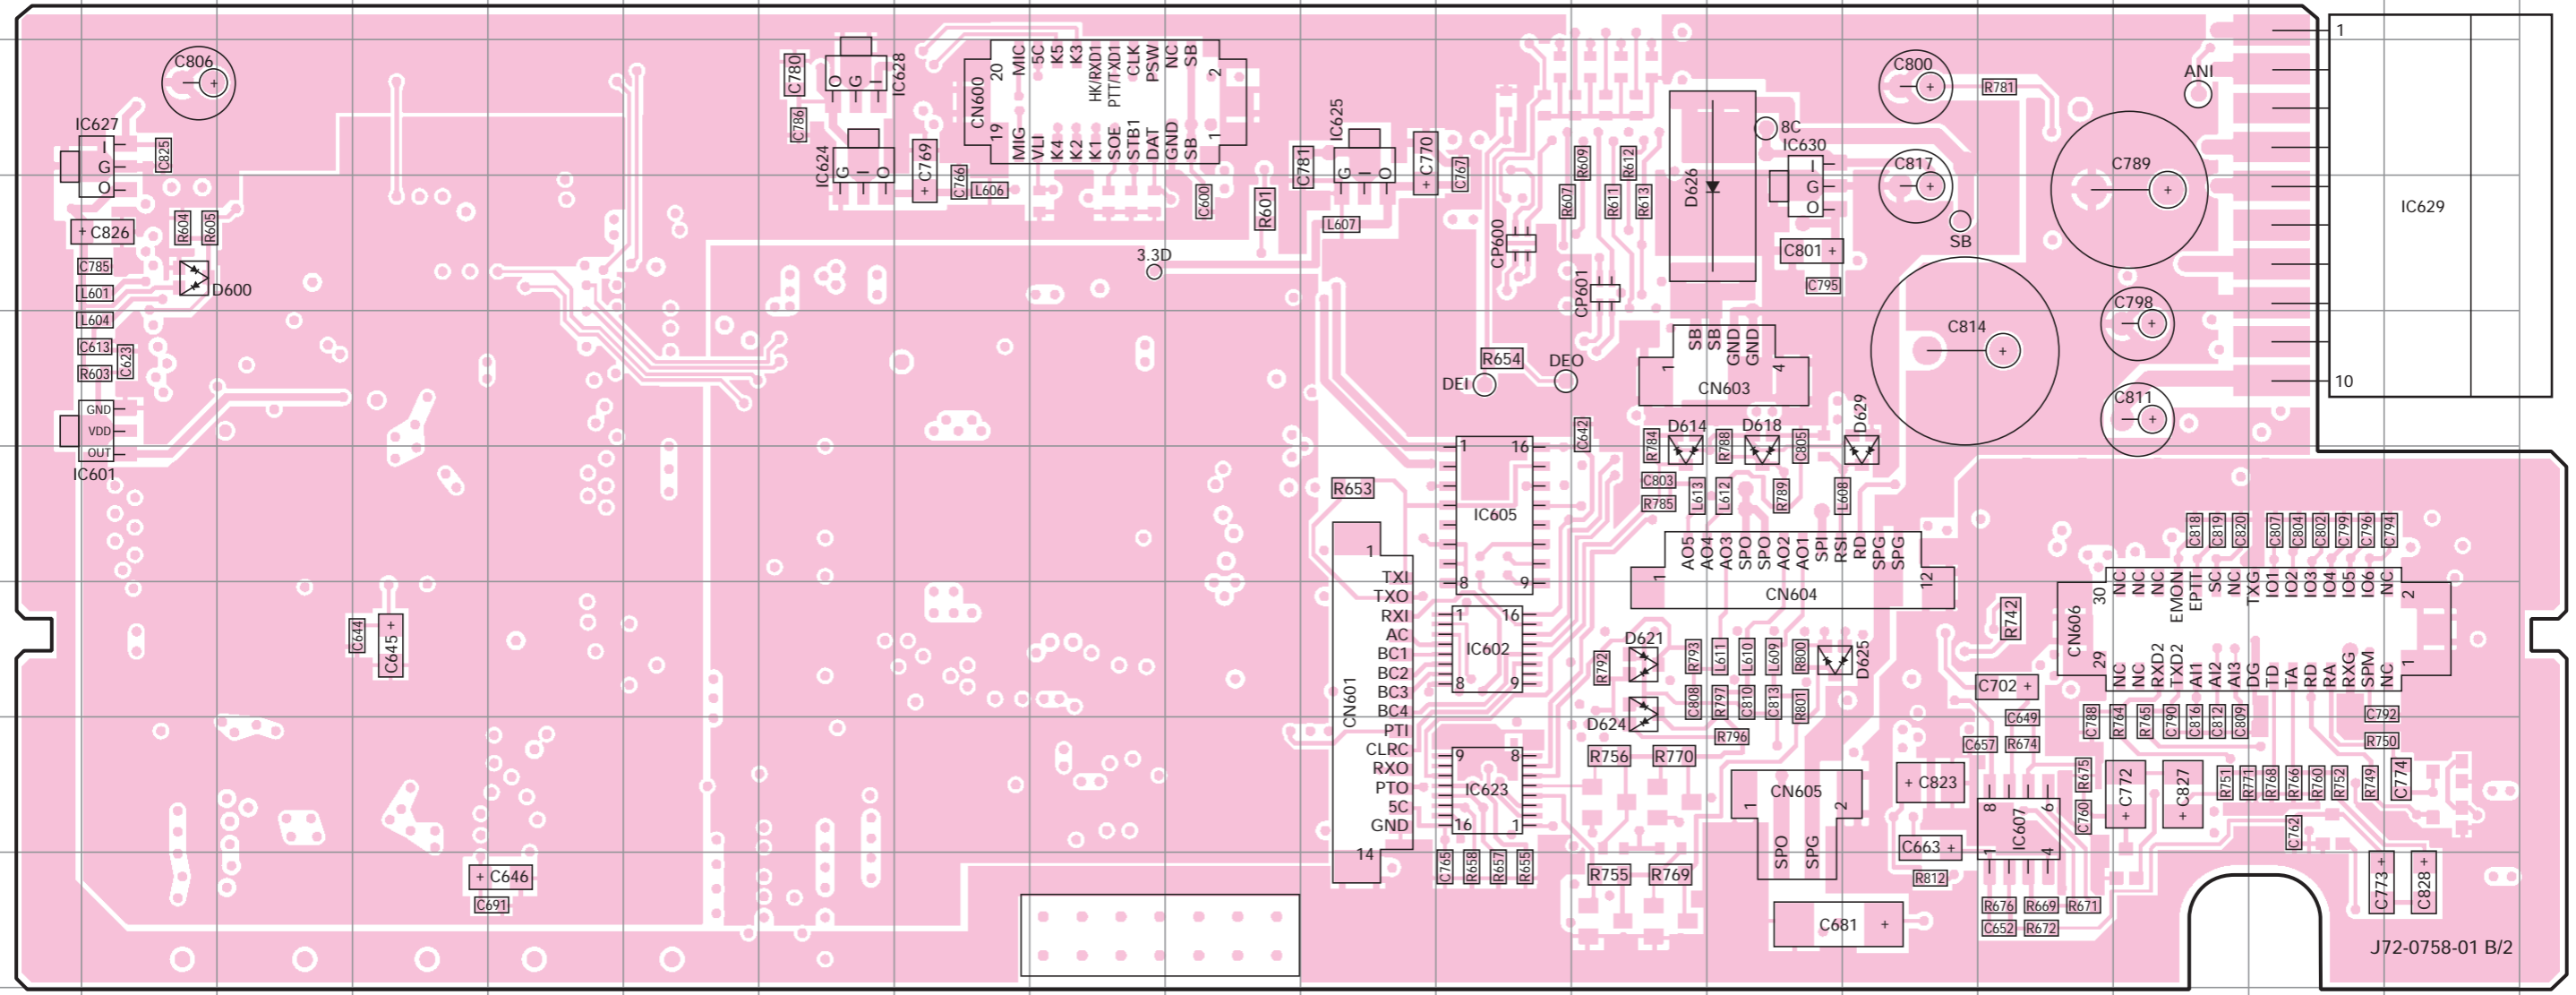 C806 +
IC627
I G O
C825
+ C826
R604
R605
C785
L601
D600
L604
C613
C623
R603
GND
VDD
OUT
IC601
C780
O G I
IC628
C786
IC624
G I O
C769 +
C766
L606
CN600
20 MIC 5C K5 K3 HK/RXD1 PTT/TXD1 CLK PSW NC SB 2
19 MIG VLI K4 K2 K1 SOE STB1 DAT GND SB 1
C600
R601
3.3D
C781
IC625
G I O
L607
C770 +
C767
CP600
R609
R612
R607
R611
R613
CP601
D626
8C
IC630
I G O
C801 +
C795
C800 +
R781
C817 +
SB
C789 +
ANI
C814 +
C798 +
C811 +
1
IC629
10
R654
DEO
DEI
1 SB SB GND GND 4
CN603
C642
1 16
IC605
8 9
R653
R784
D614
R788
D618
C805
D629
C803
R785
L613
L612
R789
L608
1 AO5 AO4 AO3 SPO SPO AO2 AO1 SPI RSI RD SPG SPG 12
CN604
C644
C645 +
+ C646
C691
CN601
1
TXI
TXO
RXI
AC
BC1
BC2
BC3
BC4
PTI
CLRC
RXO
PTO
5C
GND
14
1 16
IC602
8 9
9 8
IC623
16 1
C765
R658
R657
R655
D621
R792
D624
R793
L611
L610
L609
R800
D625
C808
R797
C810
C813
R801
R796
R756
R770
R755
R769
CN605
1 2
SPO
SPG
C681 +
+ C823
C663 +
R812
R742
C702 +
C649
C657
R674
R675
8 6
IC607
1 4
C760
R676
R669
R671
C652
R672
C818
C819
C820
C807
C804
C802
C799
C796
C794
CN606
30 NC NC NC EMON EPTT SC NC TXG IO1 IO2 IO3 IO4 IO5 IO6 NC 2
29 NC NC RXD2 TXD2 AI1 AI2 AI3 DG TD TA RD RA RXG SPM NC 1
C788
R764
R765
C790
C816
C812
C809
C792
R750
C772 +
C827 +
R751
R771
R768
R766
R760
R752
R749
C774
C762
C773 +
C828 +
J72-0758-01 B/2